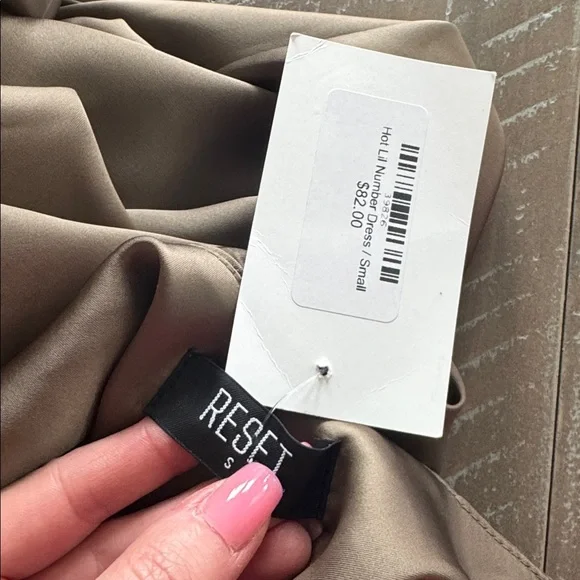 39826
Hot Lil Number Dress / Small
$82.00
RESET
S